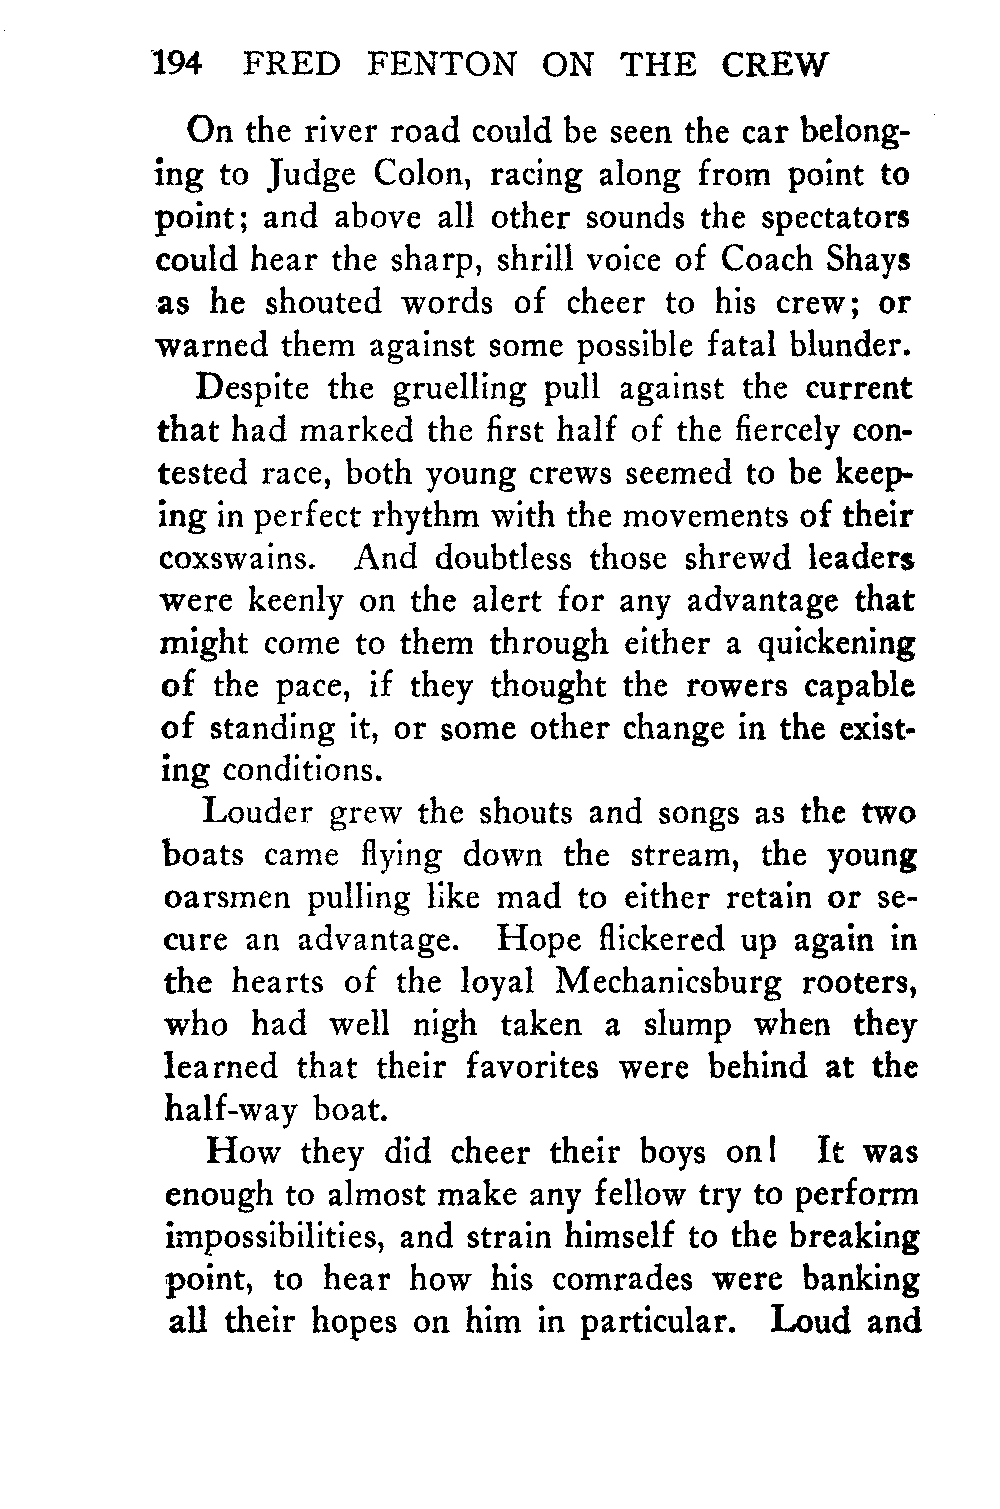 194 FRED FENTON ON THE CREW
On the river road could be seen the car belong-
ing to Judge Colon, racing along from point to
point; and above all other sounds the spectators
could hear the sharp, shrill voice of Coach Shays
as he shouted words of cheer to his crew; or
warned them against some possible fatal blunder.
Despite the gruelling pull against the current
that had marked the first half of the fiercely con-
tested race, both young crews seemed to be keep-
ing in perfect rhythm with the movements of their
coxswains. And doubtless those shrewd leaders
were keenly on the alert for any advantage that
might come to them through either a quickening
of the pace, if they thought the rowers capable
of standing it, or some other change in the exist-
ing conditions.
Louder grew the shouts and songs as the two
boats came flying down the stream, the young
oarsmen pulling like mad to either retain or se-
cure an advantage. Hope flickered up again in
the hearts of the loyal Mechanicsburg rooters,
who had well nigh taken a slump when they
learned that their favorites were behind at the
half-way boat.
How they did cheer their boys on! It was
enough to almost make any fellow try to perform
impossibilities, and strain himself to the breaking
point, to hear how his comrades were banking
all their hopes on him in particular. Loud and